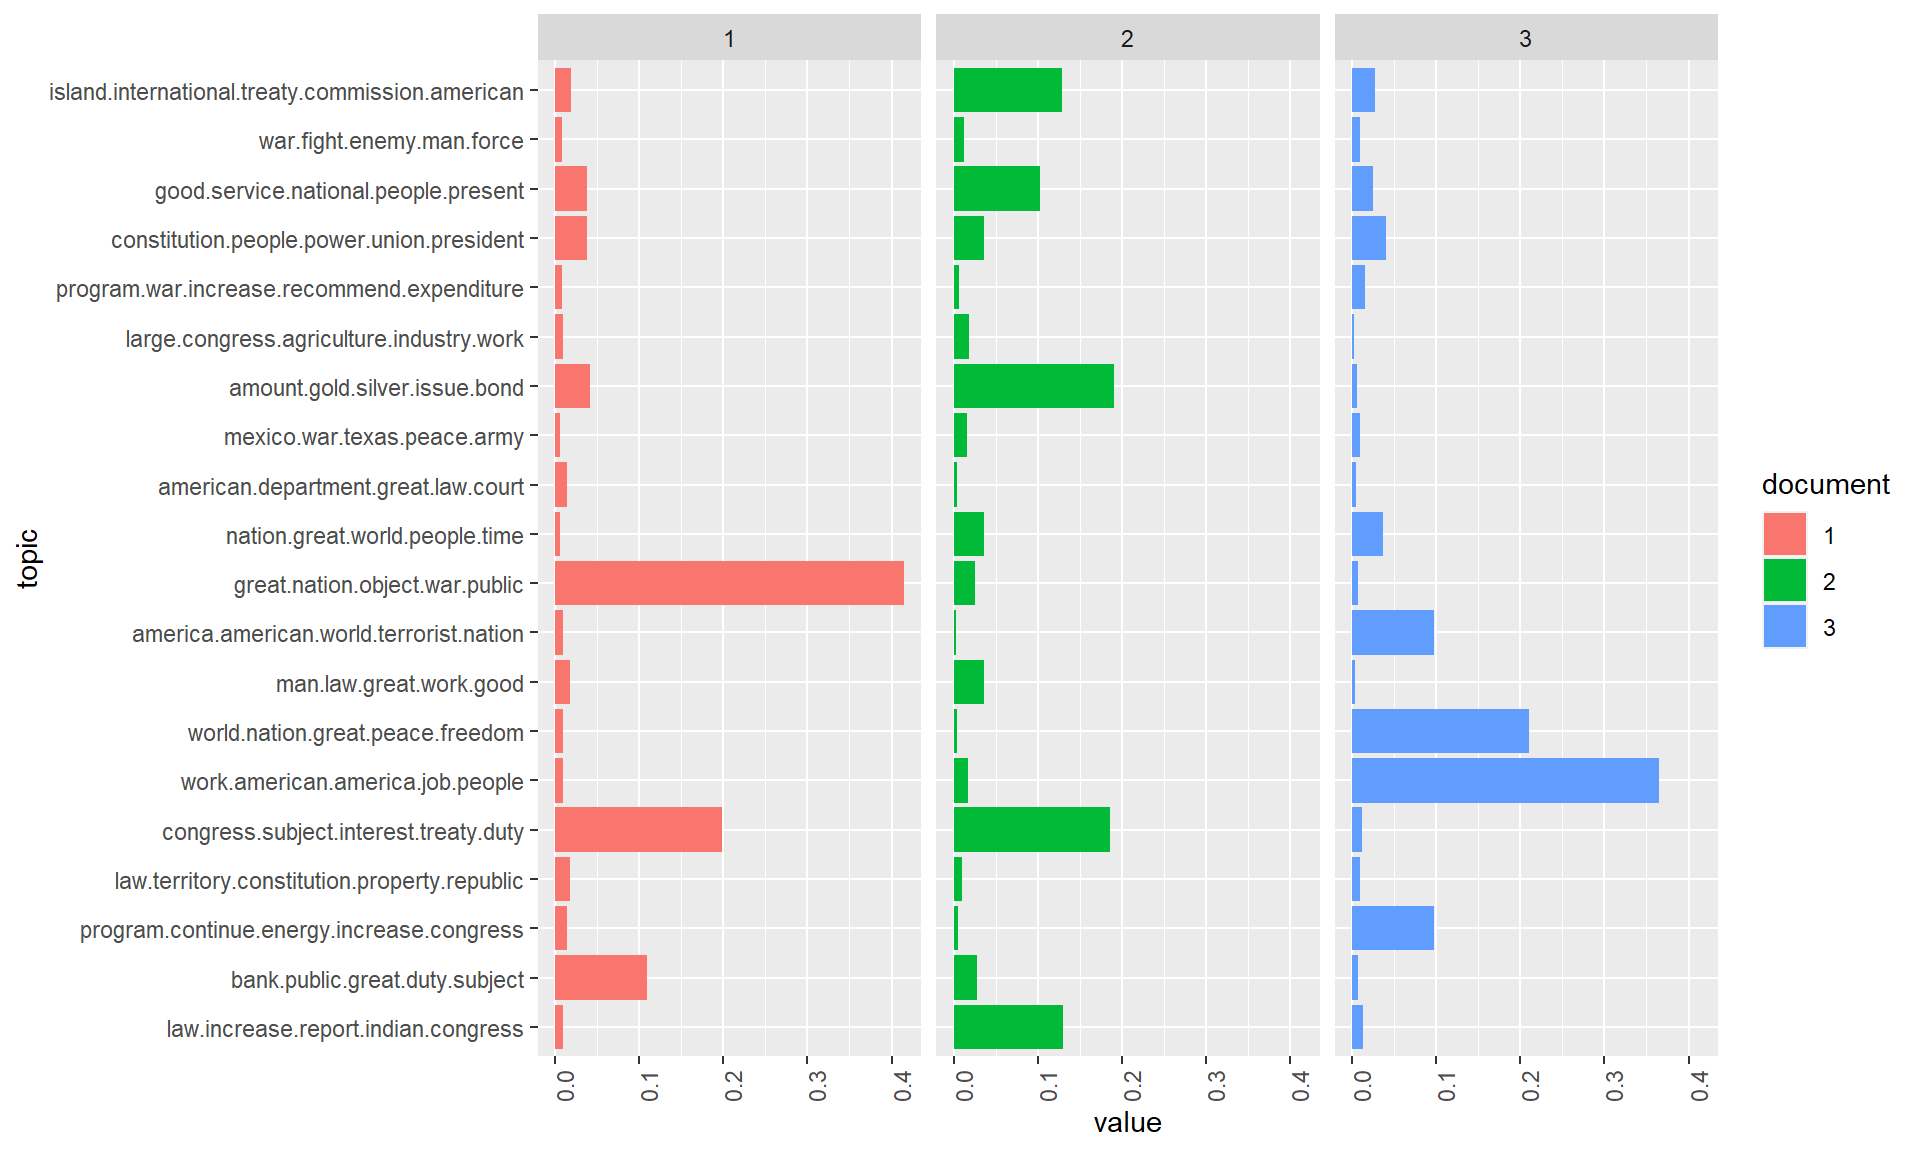 1 2 3
island.international.treaty.commission.american
war.fight.enemy.man.force
good.service.national.people.present
constitution.people.power.union.president
program.war.increase.recommend.expenditure
large.congress.agriculture.industry.work
amount.gold.silver.issue.bond
mexico.war.texas.peace.army
american.department.great.law.court
nation.great.world.people.time
great.nation.object.war.public
america.american.world.terrorist.nation
man.law.great.work.good
world.nation.great.peace.freedom
work.american.america.job.people
congress.subject.interest.treaty.duty
law.territory.constitution.property.republic
program.continue.energy.increase.congress
bank.public.great.duty.subject
law.increase.report.indian.congress
topic
0.0 0.1 0.2 0.3 0.4 0.0 0.1 0.2 0.3 0.4 0.0 0.1 0.2 0.3 0.4
value
document
1
2
3